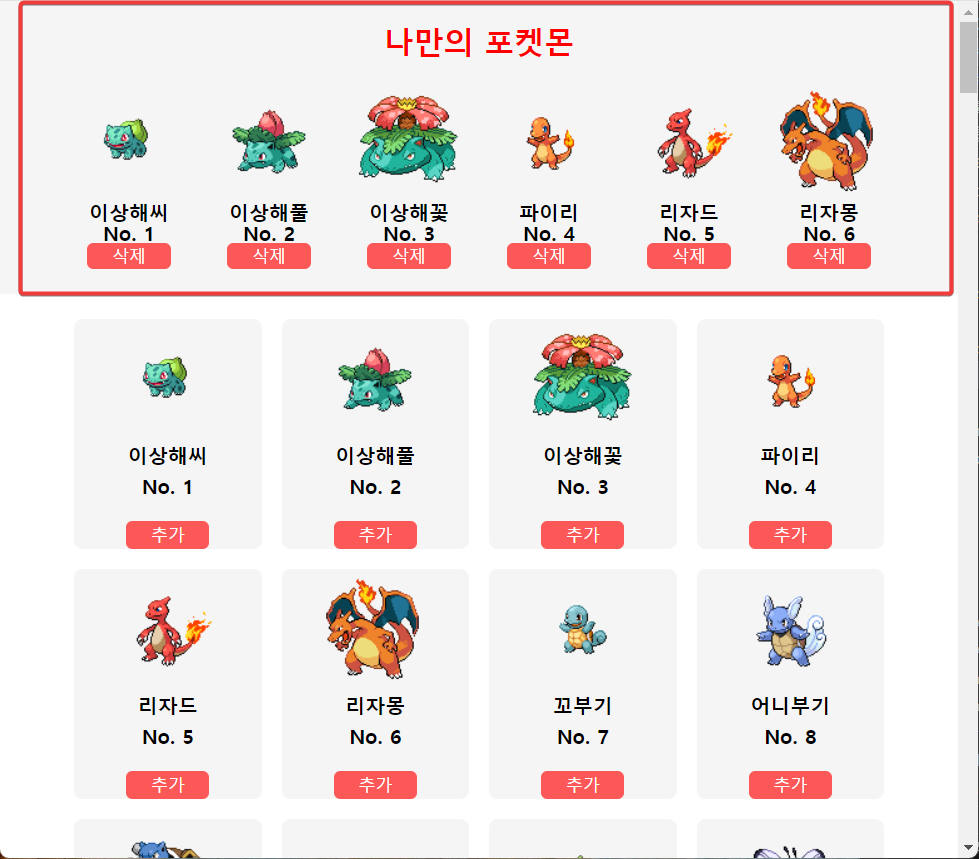 나만의 포켓몬
이상해씨 이상해풀 이상해꽃 파이리 리자드 리자몽
No. 1 No. 2 No. 3 No. 4 No. 5 No. 6
삭제 삭제 삭제 삭제 삭제 삭제
이상해씨 이상해풀 이상해꽃 파이리
No. 1 No. 2 No. 3 No. 4
추가 추가 추가 추가
리자드 리자몽 꼬부기 어니부기
No. 5 No. 6 No. 7 No. 8
추가 추가 추가 추가